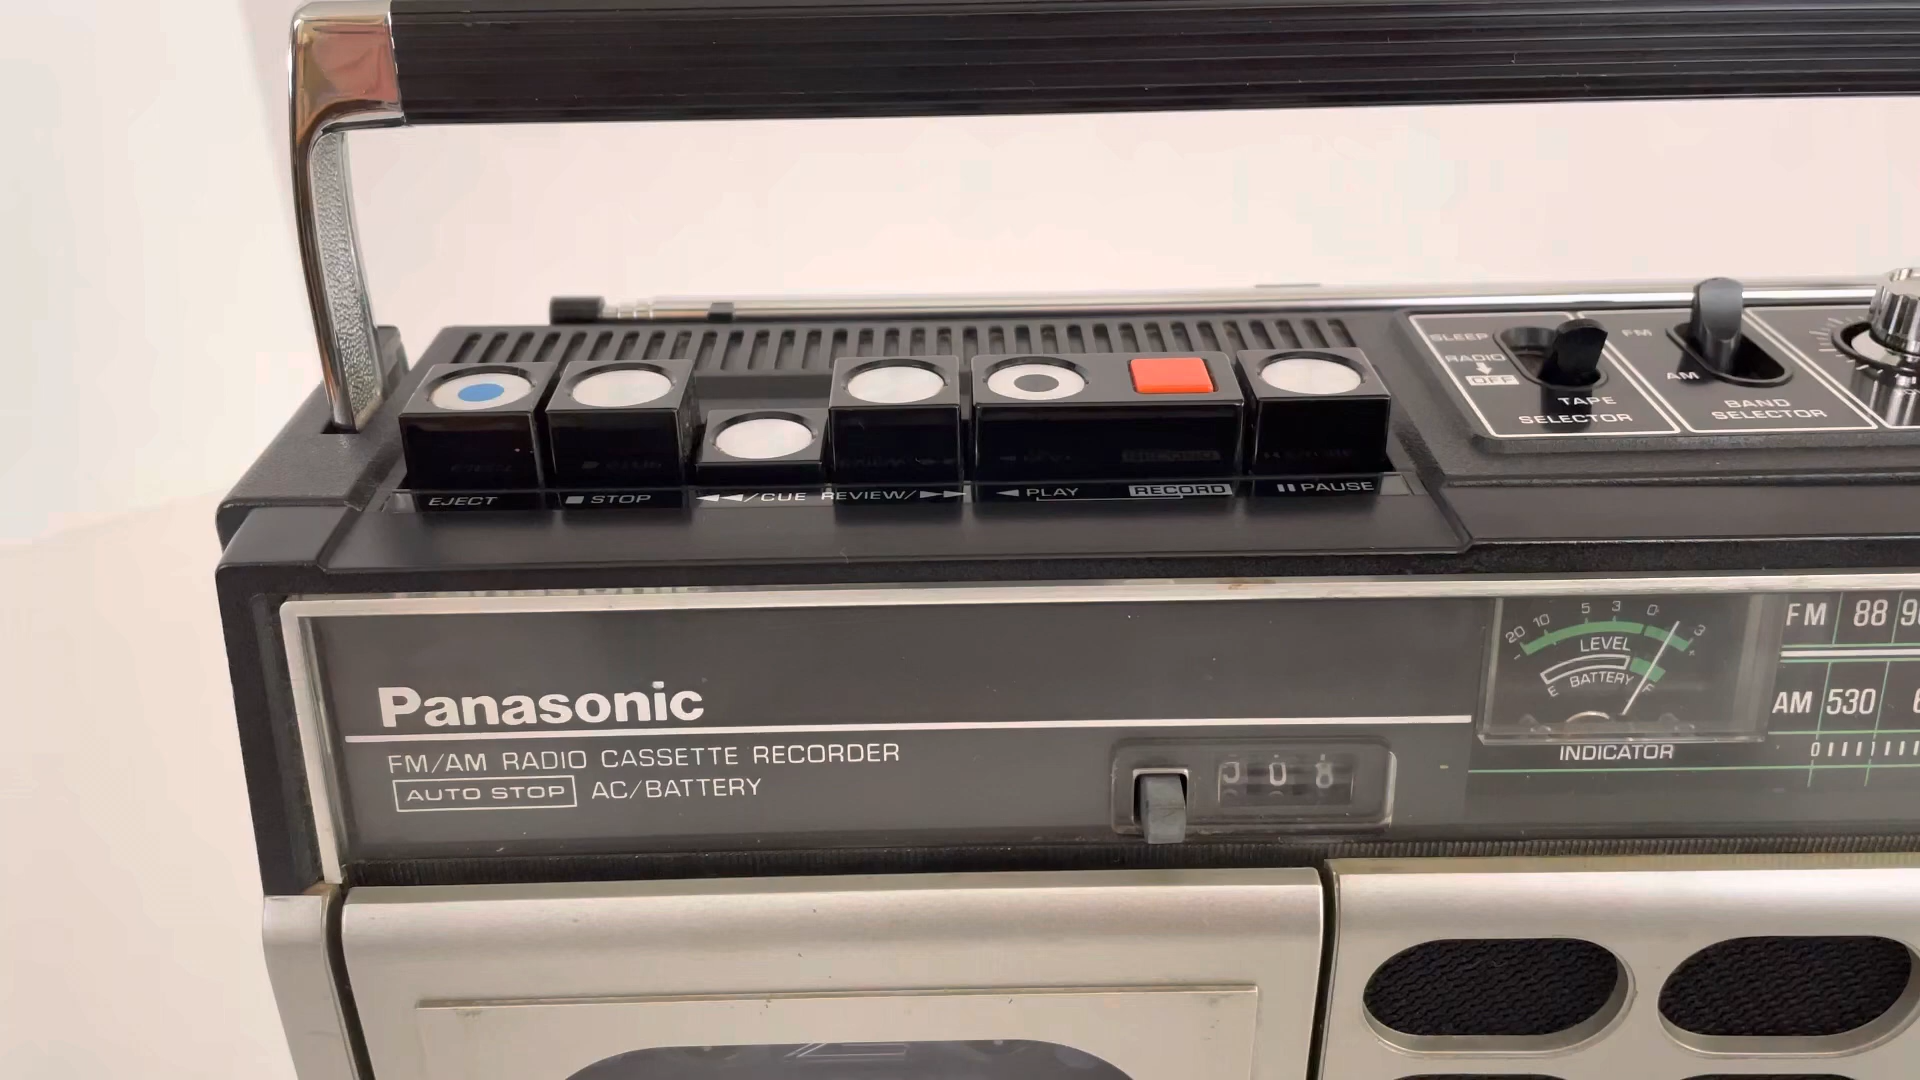 SLEEP
RADIO
OFF
TAPE
SELECTOR
FM
AM
BAND
SELECTOR
EJECT
■ STOP
◀◀/CUE REVIEW/▶▶
◀ PLAY RECORD
▮▮PAUSE
20 10 5 3 0 3
- +
LEVEL
E BATTERY F
INDICATOR
FM 88
AM 530
0
Panasonic
FM/AM RADIO CASSETTE RECORDER
AUTO STOP AC/BATTERY